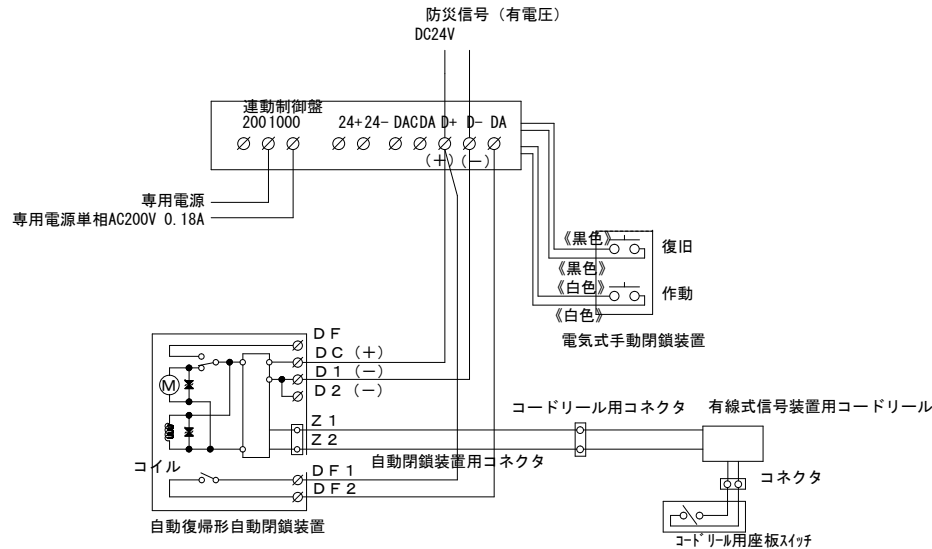 防災信号（有電圧）
DC24V
連動制御盤
200 100 0 24+ 24- DAC DA D+ D- DA
(+) (-)
専用電源
専用電源単相AC200V 0.18A
《黒色》
復旧
《黒色》
《白色》
作動
《白色》
電気式手動閉鎖装置
DF
DC (+)
D1 (-)
D2 (-)
M
Z1
Z2
コードリール用コネクタ
有線式信号装置用コードリール
コイル
自動閉鎖装置用コネクタ
DF1
DF2
コネクタ
自動復帰形自動閉鎖装置
コードリール用座板スイッチ